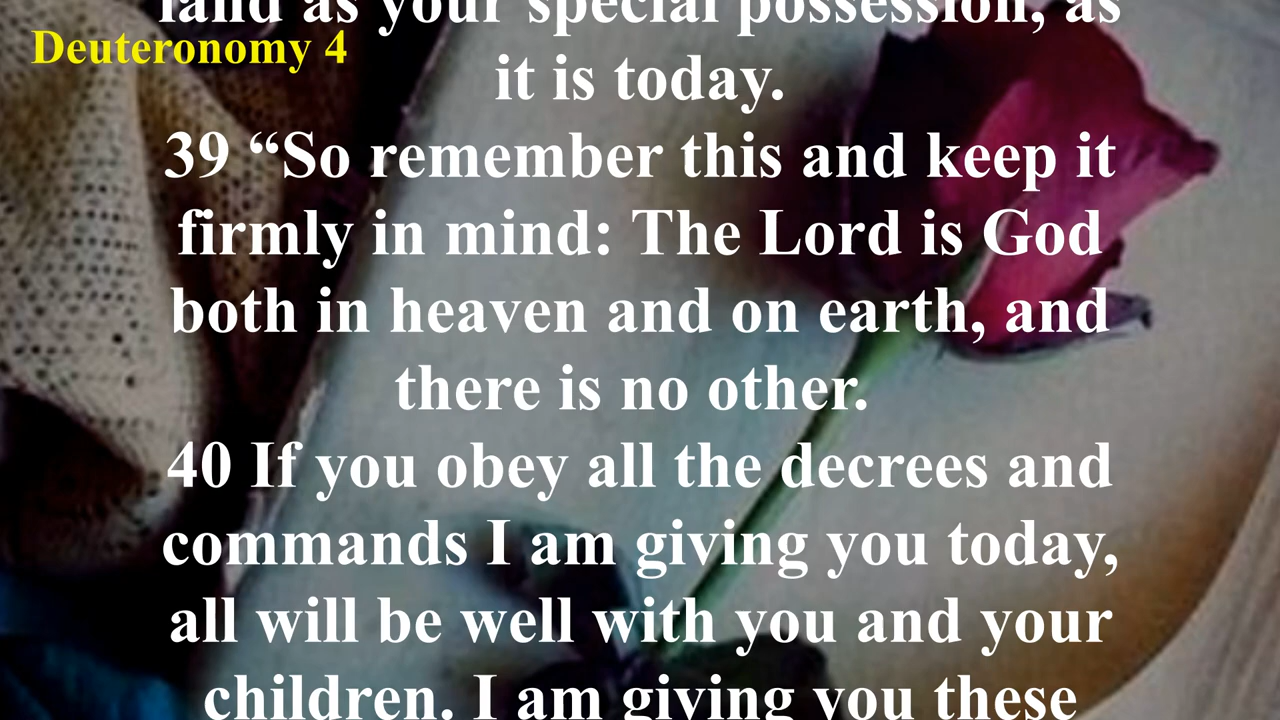 land as your special possession, as
Deuteronomy 4
it is today.
39 “So remember this and keep it
firmly in mind: The Lord is God
both in heaven and on earth, and
there is no other.
40 If you obey all the decrees and
commands I am giving you today,
all will be well with you and your
children. I am giving you these